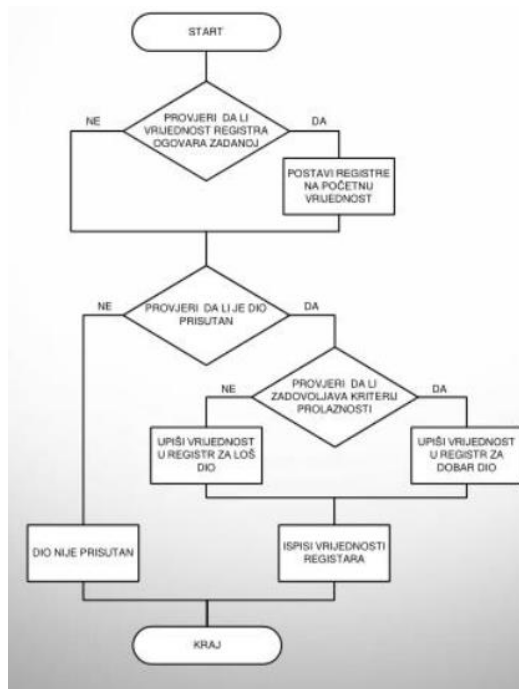 START
PROVJERI DA LI
VRIJEDNOST REGISTRA
OGOVARA ZADANOJ
NE
DA
POSTAVI REGISTRE
NA POČETNU
VRIJEDNOST
PROVJERI DA LI JE DIO
PRISUTAN
NE
DA
PROVJERI DA LI
ZADOVOLJAVA KRITERIJ
PROLAZNOSTI
NE
DA
UPIŠI VRIJEDNOST
U REGISTR ZA LOŠ
DIO
UPIŠI VRIJEDNOST
U REGISTR ZA
DOBAR DIO
DIO NIJE PRISUTAN
ISPISI VRIJEDNOSTI
REGISTARA
KRAJ